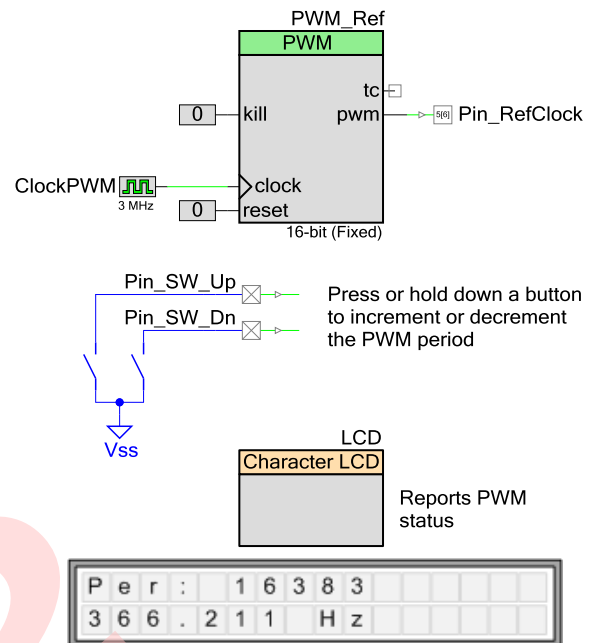 PWM_Ref
PWM
tc
0
kill
pwm
5[6]
Pin_RefClock
ClockPWM
3 MHz
clock
0
reset
16-bit (Fixed)
Pin_SW_Up
Pin_SW_Dn
Press or hold down a button
to increment or decrement
the PWM period
Vss
LCD
Character LCD
Reports PWM
status
Per: 16383
366.211 Hz